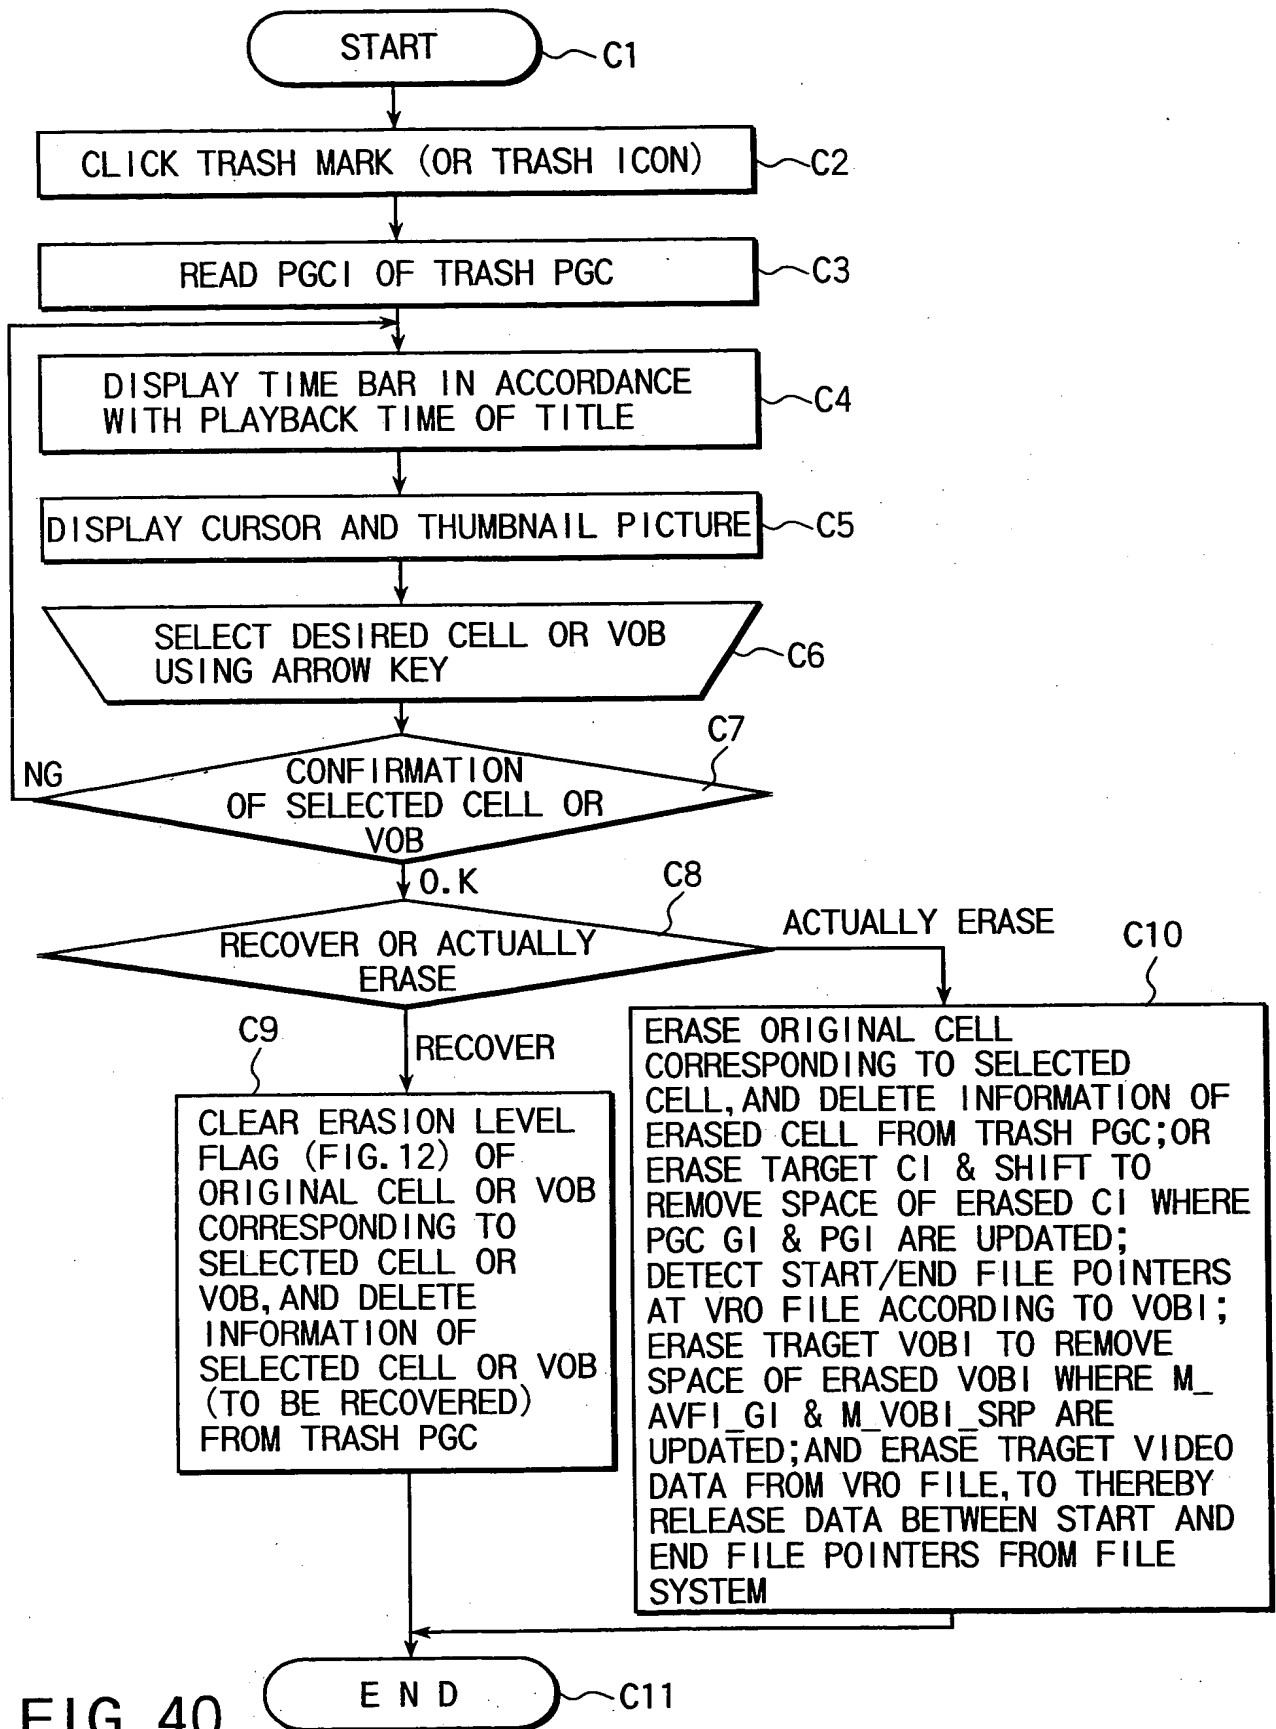 START
C1
CLICK TRASH MARK (OR TRASH ICON)
C2
READ PGCI OF TRASH PGC
C3
DISPLAY TIME BAR IN ACCORDANCE
WITH PLAYBACK TIME OF TITLE
C4
DISPLAY CURSOR AND THUMBNAIL PICTURE
C5
SELECT DESIRED CELL OR VOB
USING ARROW KEY
C6
C7
NG
CONFIRMATION
OF SELECTED CELL OR
VOB
O.K
C8
RECOVER OR ACTUALLY
ERASE
ACTUALLY ERASE
C10
C9
RECOVER
CLEAR ERASION LEVEL
FLAG (FIG.12) OF
ORIGINAL CELL OR VOB
CORRESPONDING TO
SELECTED CELL OR
VOB,AND DELETE
INFORMATION OF
SELECTED CELL OR VOB
(TO BE RECOVERED)
FROM TRASH PGC
ERASE ORIGINAL CELL
CORRESPONDING TO SELECTED
CELL,AND DELETE INFORMATION OF
ERASED CELL FROM TRASH PGC;OR
ERASE TARGET CI & SHIFT TO
REMOVE SPACE OF ERASED CI WHERE
PGC GI & PGI ARE UPDATED;
DETECT START/END FILE POINTERS
AT VRO FILE ACCORDING TO VOBI;
ERASE TRAGET VOBI TO REMOVE
SPACE OF ERASED VOBI WHERE M_
AVFI_GI & M_VOBI_SRP ARE
UPDATED;AND ERASE TRAGET VIDEO
DATA FROM VRO FILE,TO THEREBY
RELEASE DATA BETWEEN START AND
END FILE POINTERS FROM FILE
SYSTEM
END
C11
FIG. 40